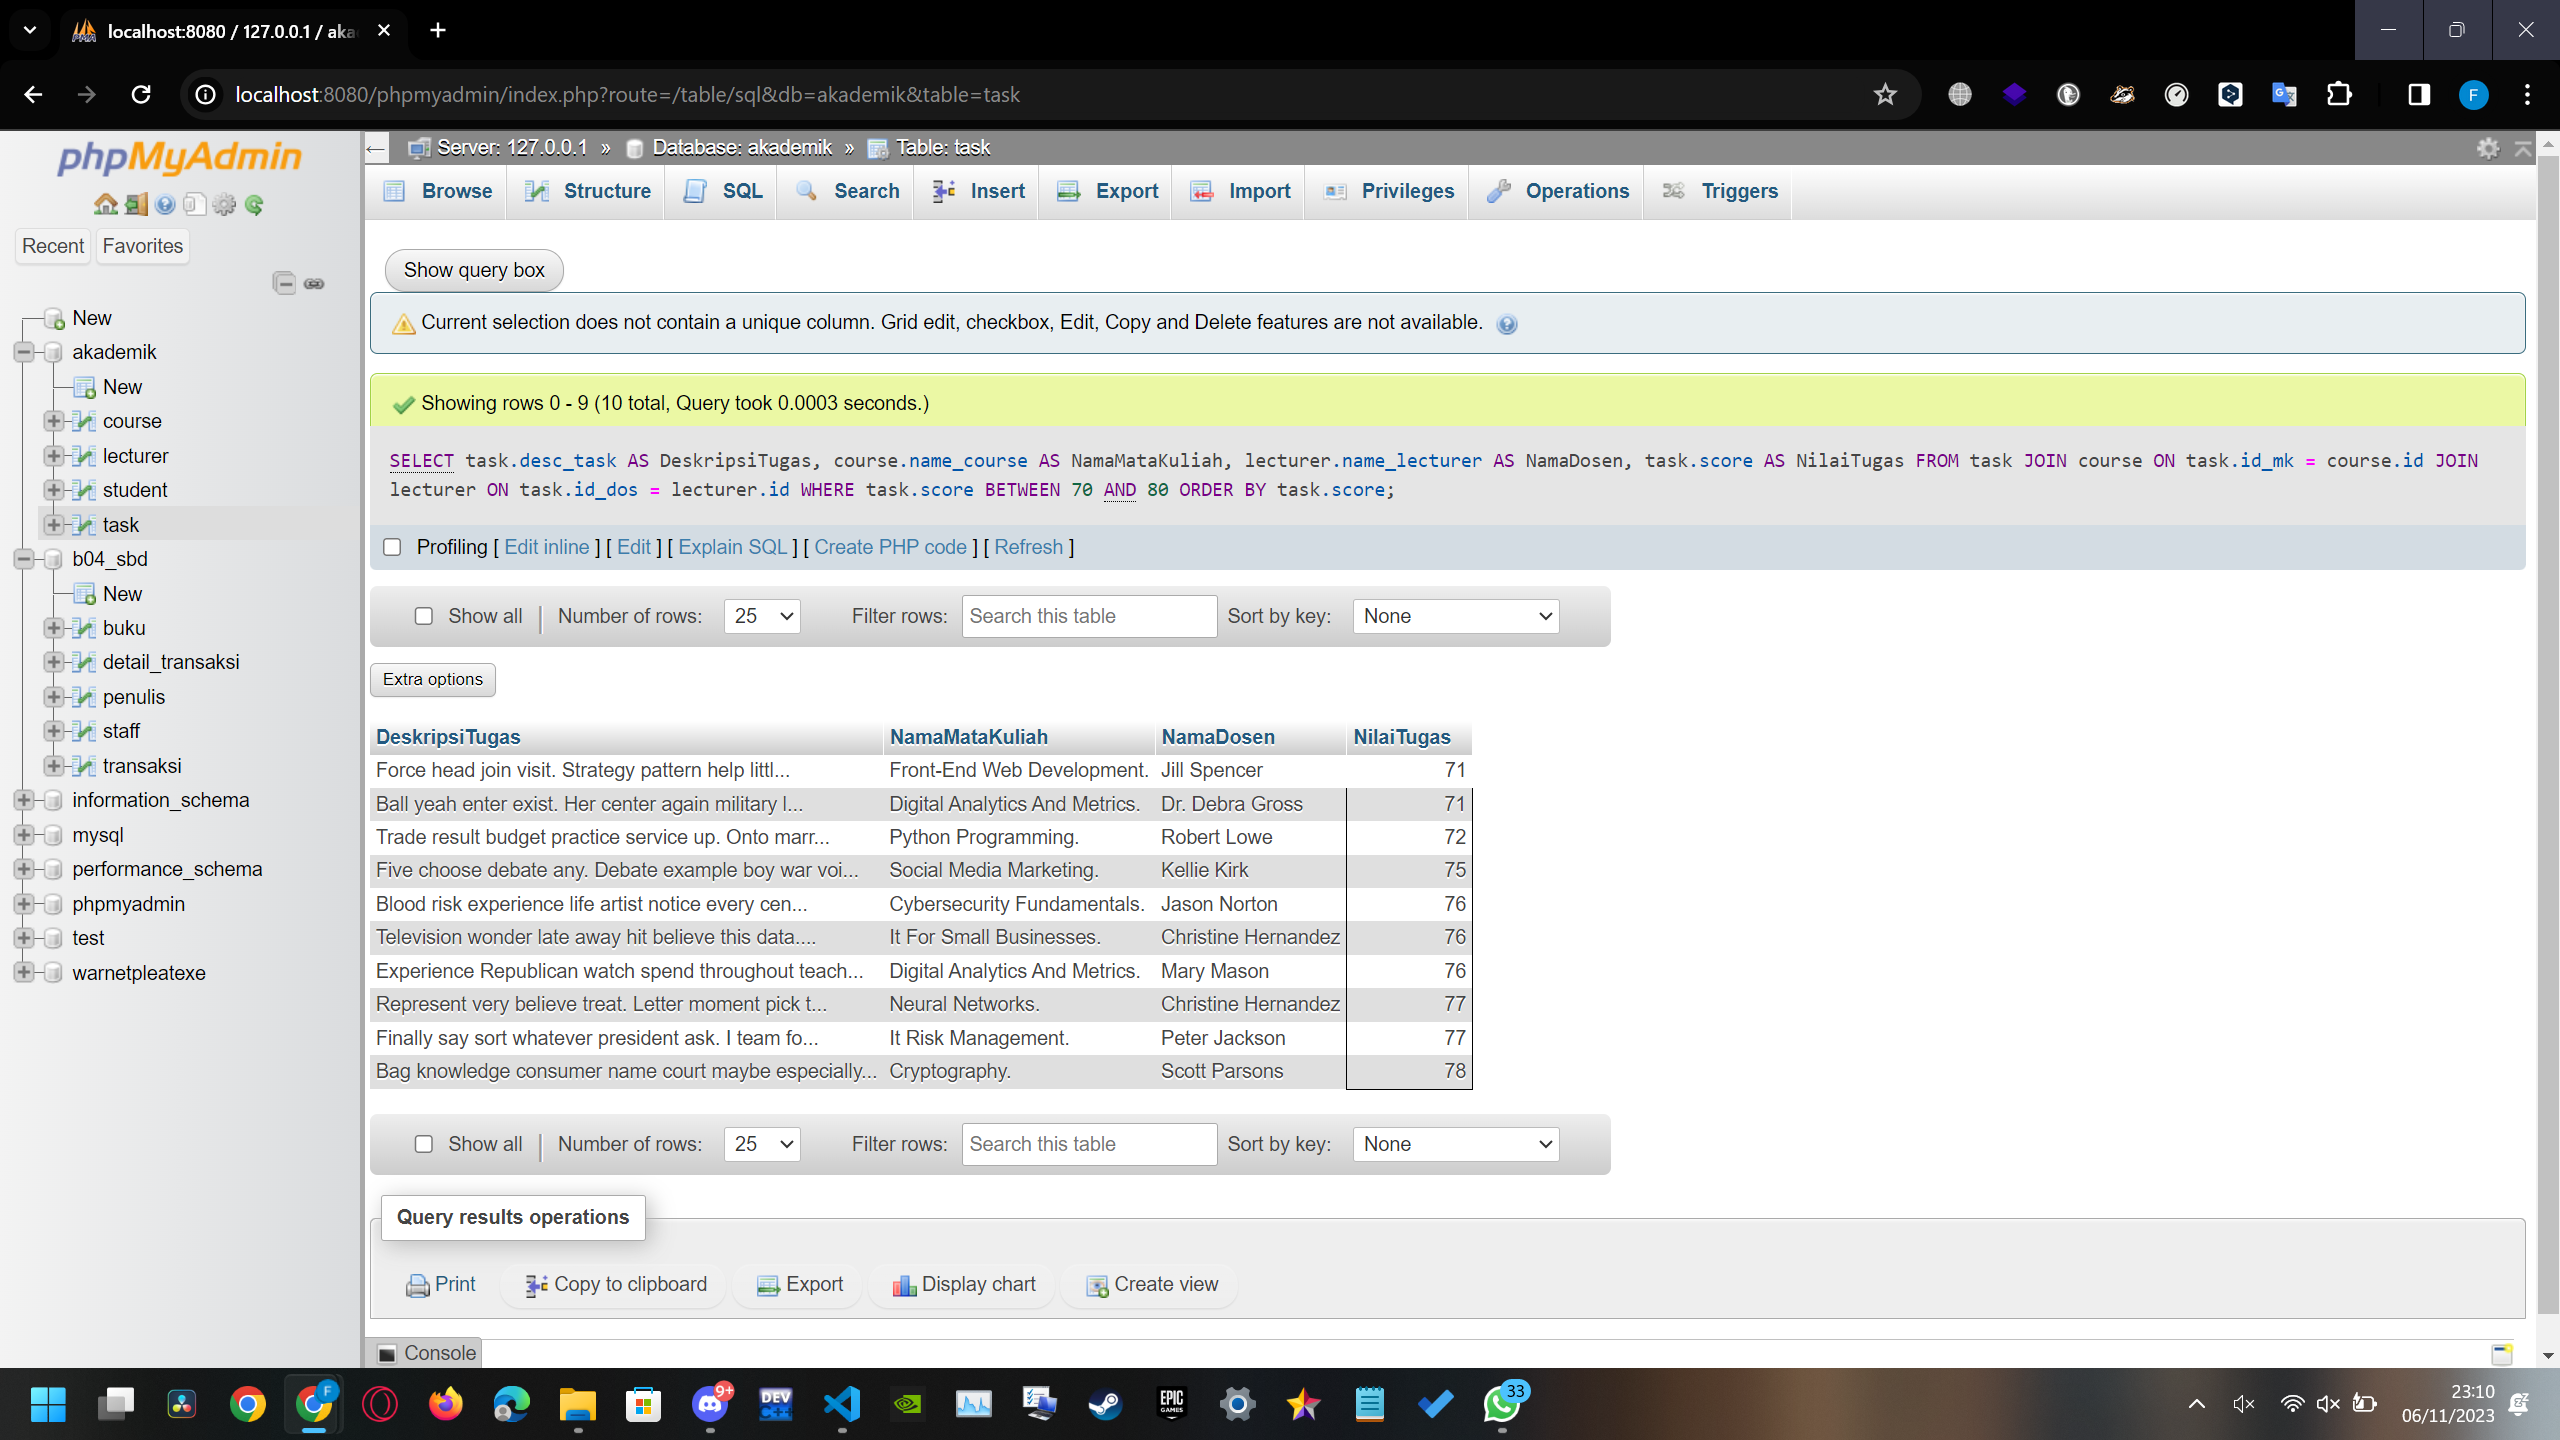 localhost:8080 / 127.0.0.1 / aka
localhost:8080/phpmyadmin/index.php?route=/table/sql&db=akademik&table=task
F
phpMyAdmin
Recent Favorites
New
akademik
New
course
lecturer
student
task
b04_sbd
New
buku
detail_transaksi
penulis
staff
transaksi
information_schema
mysql
performance_schema
phpmyadmin
test
warnetpleatexe
Server: 127.0.0.1 » Database: akademik » Table: task
Browse Structure SQL Search Insert Export Import Privileges Operations Triggers
Show query box
Current selection does not contain a unique column. Grid edit, checkbox, Edit, Copy and Delete features are not available.
Showing rows 0 - 9 (10 total, Query took 0.0003 seconds.)
SELECT task.desc_task AS DeskripsiTugas, course.name_course AS NamaMataKuliah, lecturer.name_lecturer AS NamaDosen, task.score AS NilaiTugas FROM task JOIN course ON task.id_mk = course.id JOIN
lecturer ON task.id_dos = lecturer.id WHERE task.score BETWEEN 70 AND 80 ORDER BY task.score;
Profiling [ Edit inline ] [ Edit ] [ Explain SQL ] [ Create PHP code ] [ Refresh ]
Show all Number of rows: 25 Filter rows: Search this table Sort by key: None
Extra options
DeskripsiTugas NamaMataKuliah NamaDosen NilaiTugas
Force head join visit. Strategy pattern help littl... Front-End Web Development. Jill Spencer 71
Ball yeah enter exist. Her center again military l... Digital Analytics And Metrics. Dr. Debra Gross 71
Trade result budget practice service up. Onto marr... Python Programming. Robert Lowe 72
Five choose debate any. Debate example boy war voi... Social Media Marketing. Kellie Kirk 75
Blood risk experience life artist notice every cen... Cybersecurity Fundamentals. Jason Norton 76
Television wonder late away hit believe this data.... It For Small Businesses. Christine Hernandez 76
Experience Republican watch spend throughout teach... Digital Analytics And Metrics. Mary Mason 76
Represent very believe treat. Letter moment pick t... Neural Networks. Christine Hernandez 77
Finally say sort whatever president ask. I team fo... It Risk Management. Peter Jackson 77
Bag knowledge consumer name court maybe especially... Cryptography. Scott Parsons 78
Show all Number of rows: 25 Filter rows: Search this table Sort by key: None
Query results operations
Print Copy to clipboard Export Display chart Create view
Console
F
9+
DEV
C++
EPIC
GAMES
33
23:10
06/11/2023